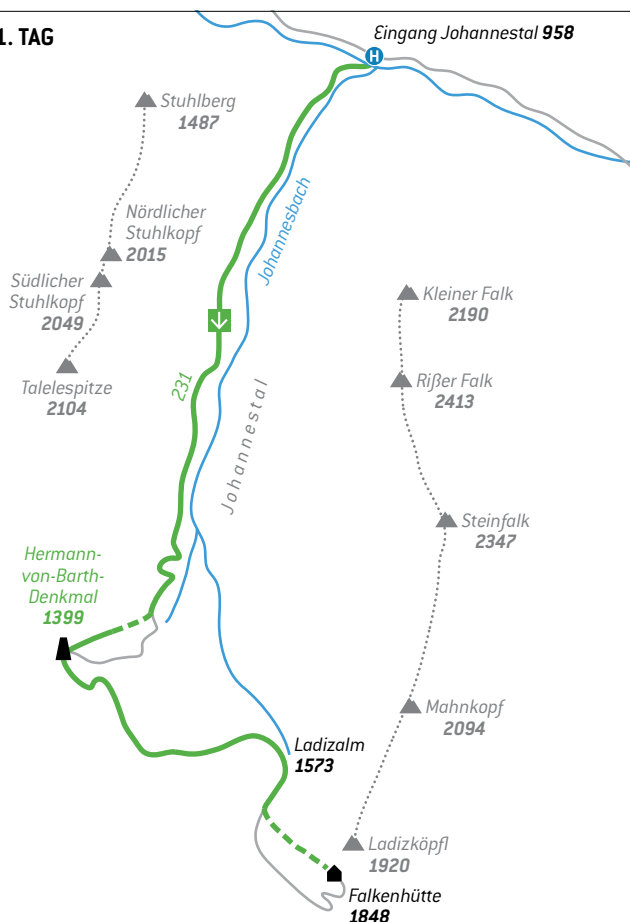 1. TAG
Eingang Johannestal 958
H
Stuhlberg
1487
Nördlicher
Stuhlkopf
2015
Südlicher
Stuhlkopf
2049
Talelespitze
2104
Johannesbach
Kleiner Falk
2190
231
Johannestal
Rißer Falk
2413
Steinfalk
2347
Hermann-
von-Barth-
Denkmal
1399
Mahnkopf
2094
Ladizalm
1573
Ladizköpfl
1920
Falkenhütte
1848